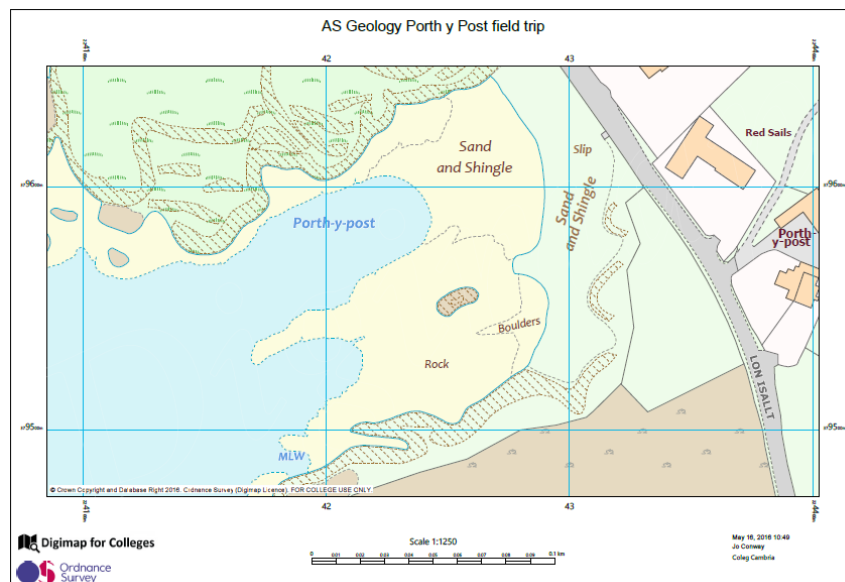 AS Geology Porth y Post field trip
42
43
Sand
and Shingle
Slip
Red Sails
Porth-y-post
Sand
and Shingle
Porth-
y-post
Boulders
Rock
LON ISALLT
MLW
© Crown Copyright and Database Right 2016. Ordnance Survey (Digimap Licence). FOR COLLEGE USE ONLY.
42
43
Digimap for Colleges
Scale 1:1250
0.1 km
Ordnance
Survey
May 16, 2016 10:49
Jo Conway
Coleg Cambria